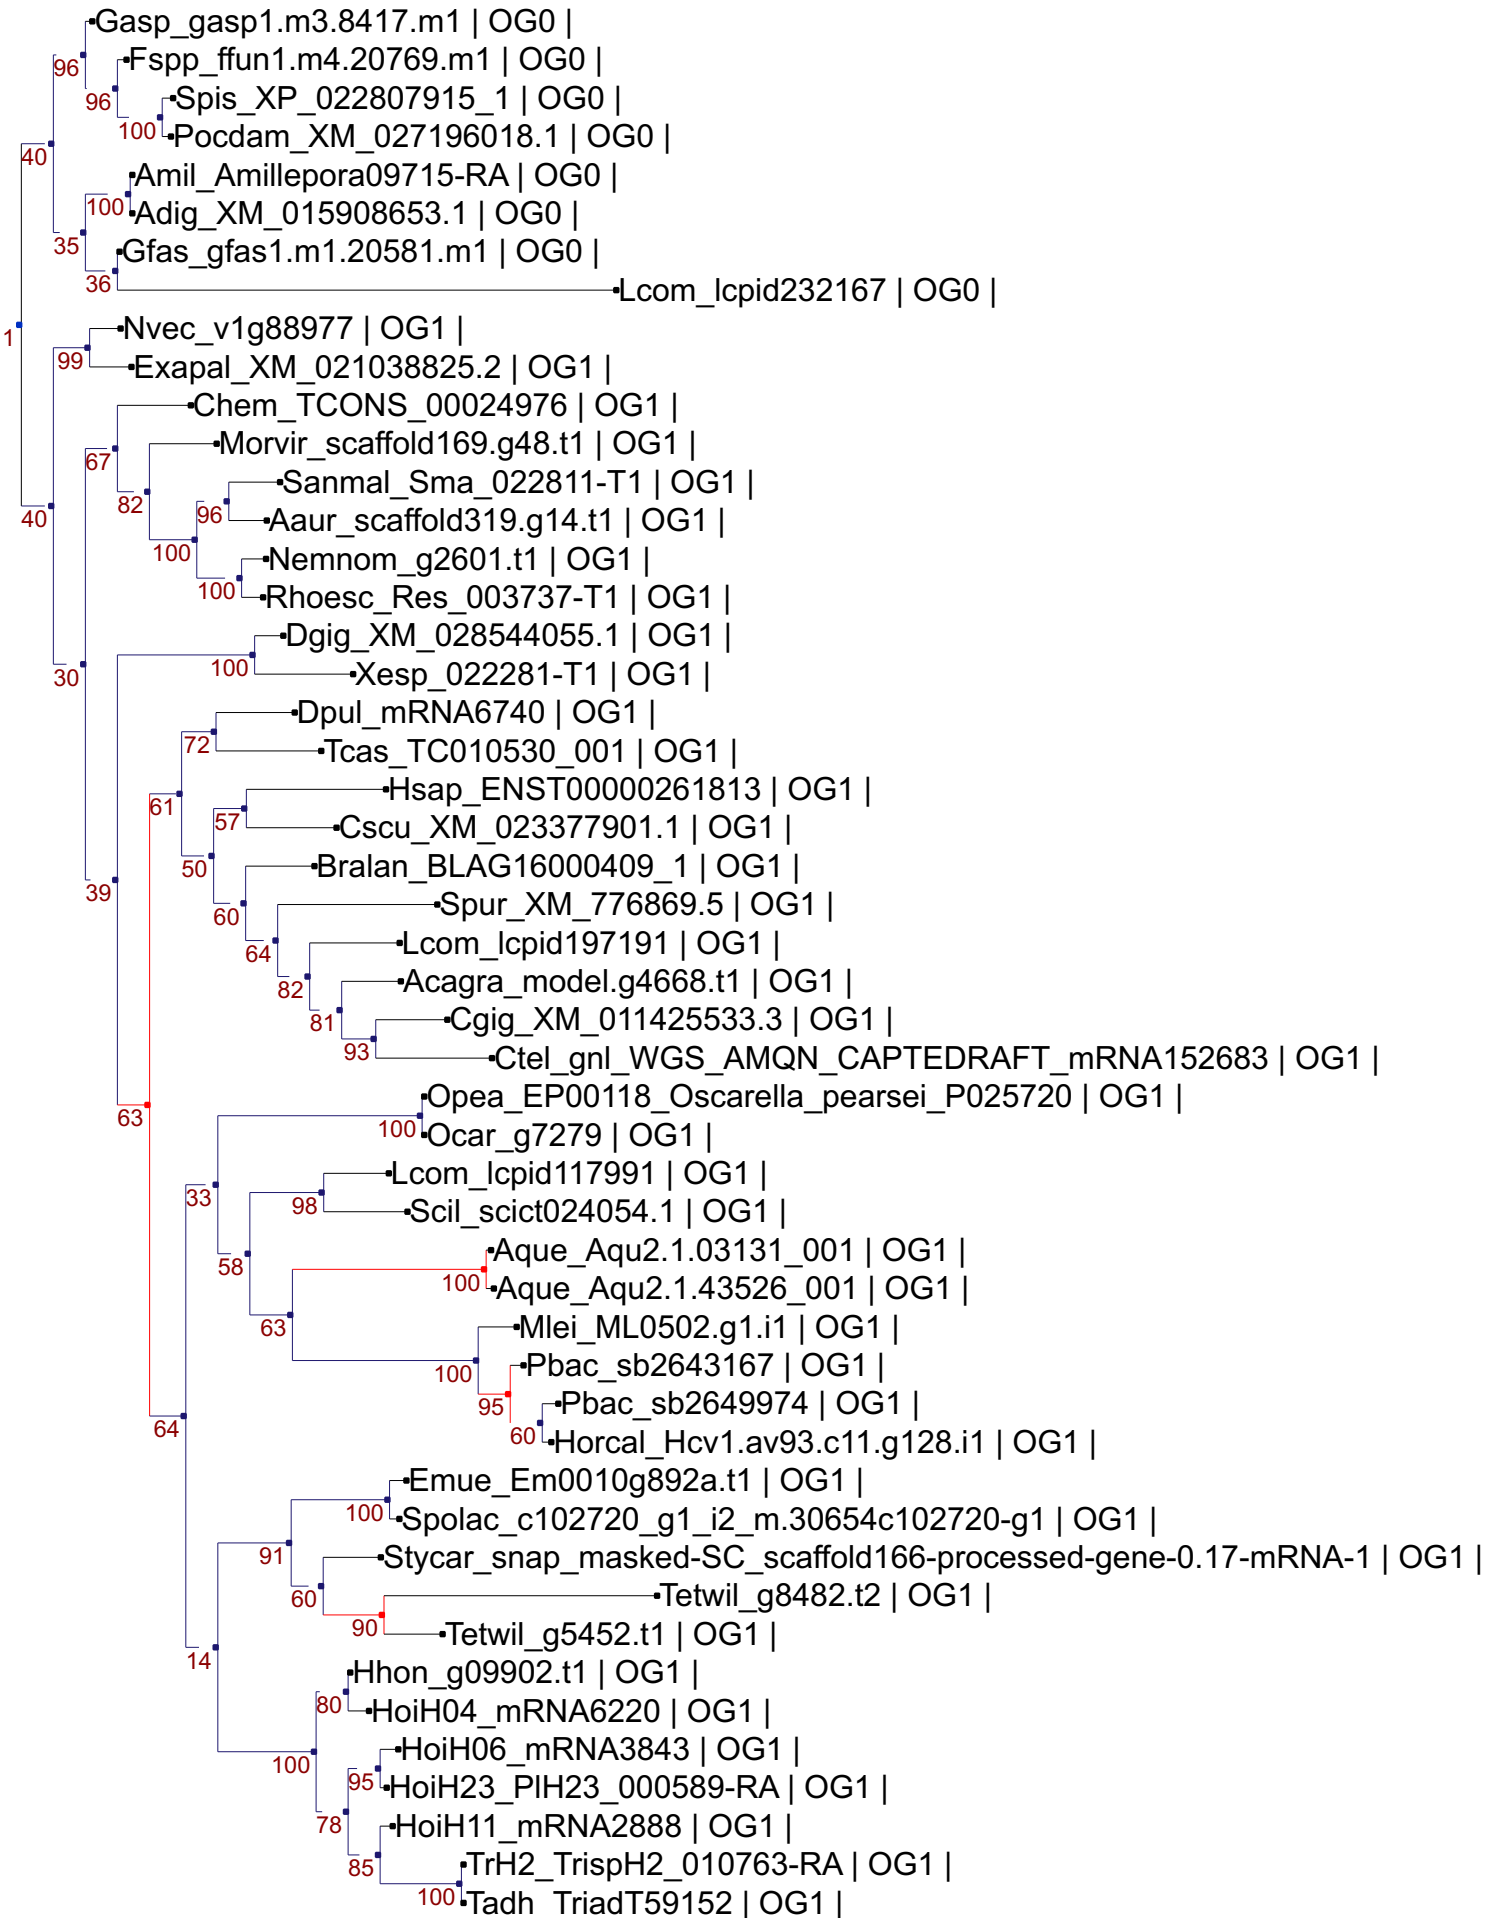 Gasp_gasp1.m3.8417.m1 | OG0 |
96
Fspp_ffun1.m4.20769.m1 | OG0 |
96
Spis_XP_022807915_1 | OG0 |
100
Pocdam_XM_027196018.1 | OG0 |
40
Amil_Amillepora09715-RA | OG0 |
100
Adig_XM_015908653.1 | OG0 |
35
Gfas_gfas1.m1.20581.m1 | OG0 |
36
Lcom_lcpid232167 | OG0 |
1
Nvec_v1g88977 | OG1 |
99
Exapal_XM_021038825.2 | OG1 |
Chem_TCONS_00024976 | OG1 |
67
Morvir_scaffold169.g48.t1 | OG1 |
82
Sanmal_Sma_022811-T1 | OG1 |
40
96
Aaur_scaffold319.g14.t1 | OG1 |
100
Nemnom_g2601.t1 | OG1 |
100
Rhoesc_Res_003737-T1 | OG1 |
Dgig_XM_028544055.1 | OG1 |
100
30
Xesp_022281-T1 | OG1 |
Dpul_mRNA6740 | OG1 |
72
Tcas_TC010530_001 | OG1 |
Hsap_ENST00000261813 | OG1 |
61
57
Cscu_XM_023377901.1 | OG1 |
50
Bralan_BLAG16000409_1 | OG1 |
39
60
Spur_XM_776869.5 | OG1 |
64
Lcom_lcpid197191 | OG1 |
82
Acagra_model.g4668.t1 | OG1 |
81
Cgig_XM_011425533.3 | OG1 |
93
Ctel_gnl_WGS_AMQN_CAPTEDRAFT_mRNA152683 | OG1 |
Opea_EP00118_Oscarella_pearsei_P025720 | OG1 |
63
100
Ocar_g7279 | OG1 |
Lcom_lcpid117991 | OG1 |
33
98
Scil_scict024054.1 | OG1 |
58
Aque_Aqu2.1.03131_001 | OG1 |
100
Aque_Aqu2.1.43526_001 | OG1 |
63
Mlei_ML0502.g1.i1 | OG1 |
100
Pbac_sb2643167 | OG1 |
95
Pbac_sb2649974 | OG1 |
64
60
Horcal_Hcv1.av93.c11.g128.i1 | OG1 |
Emue_Em0010g892a.t1 | OG1 |
100
Spolac_c102720_g1_i2_m.30654c102720-g1 | OG1 |
91
Stycar_snap_masked-SC_scaffold166-processed-gene-0.17-mRNA-1 | OG1 |
60
Tetwil_g8482.t2 | OG1 |
90
Tetwil_g5452.t1 | OG1 |
14
Hhon_g09902.t1 | OG1 |
80
HoiH04_mRNA6220 | OG1 |
100
HoiH06_mRNA3843 | OG1 |
95
HoiH23_PlH23_000589-RA | OG1 |
78
HoiH11_mRNA2888 | OG1 |
85
TrH2_TrispH2_010763-RA | OG1 |
100
Tadh_TriadT59152 | OG1 |